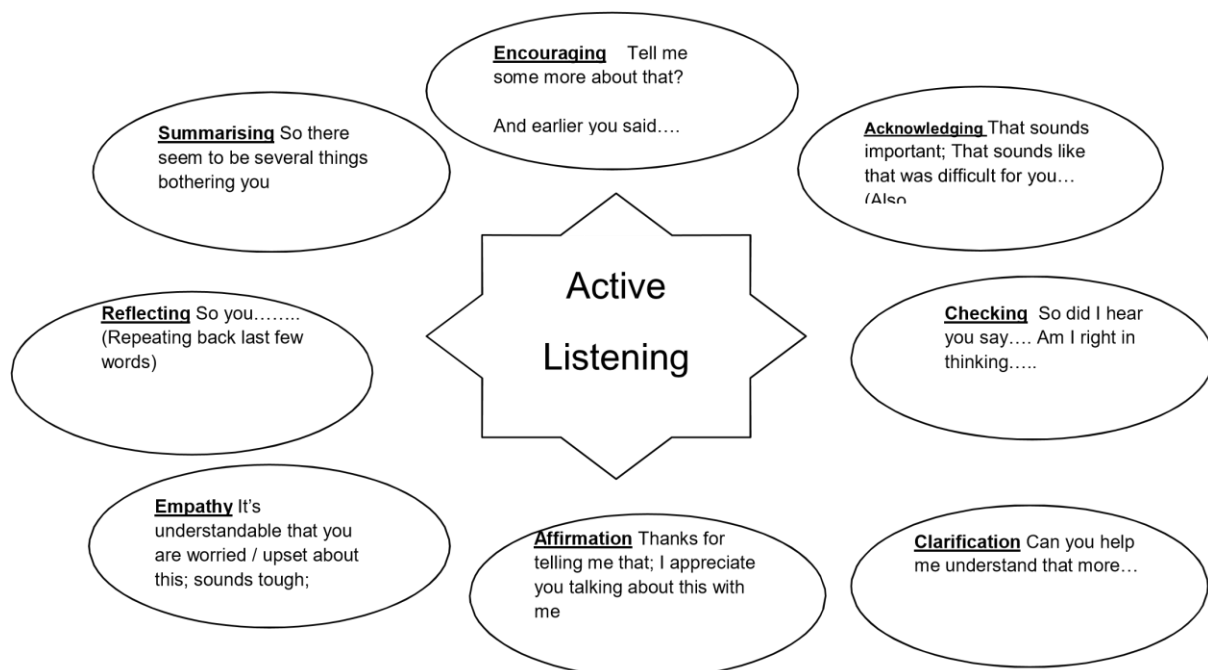 Encouraging Tell me
some more about that?
And earlier you said….
Summarising So there
seem to be several things
bothering you
Acknowledging That sounds
important; That sounds like
that was difficult for you…
(Also
Active
Listening
Reflecting So you……..
(Repeating back last few
words)
Checking So did I hear
you say…. Am I right in
thinking…..
Empathy It’s
understandable that you
are worried / upset about
this; sounds tough;
Affirmation Thanks for
telling me that; I appreciate
you talking about this with
me
Clarification Can you help
me understand that more…